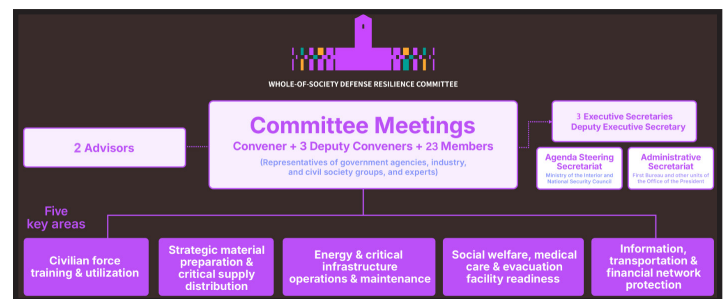 WHOLE-OF-SOCIETY DEFENSE RESILIENCE COMMITTEE
2 Advisors
Committee Meetings
Convener + 3 Deputy Conveners + 23 Members
(Representatives of government agencies, industry,
and civil society groups, and experts)
3 Executive Secretaries
Deputy Executive Secretary
Agenda Steering
Secretariat
Ministry of the Interior and
National Security Council
Administrative
Secretariat
First Bureau and other units of
the Office of the President
Five
key areas
Civilian force
training & utilization
Strategic material
preparation &
critical supply
distribution
Energy & critical
infrastructure
operations & maintenance
Social welfare, medical
care & evacuation
facility readiness
Information,
transportation &
financial network
protection